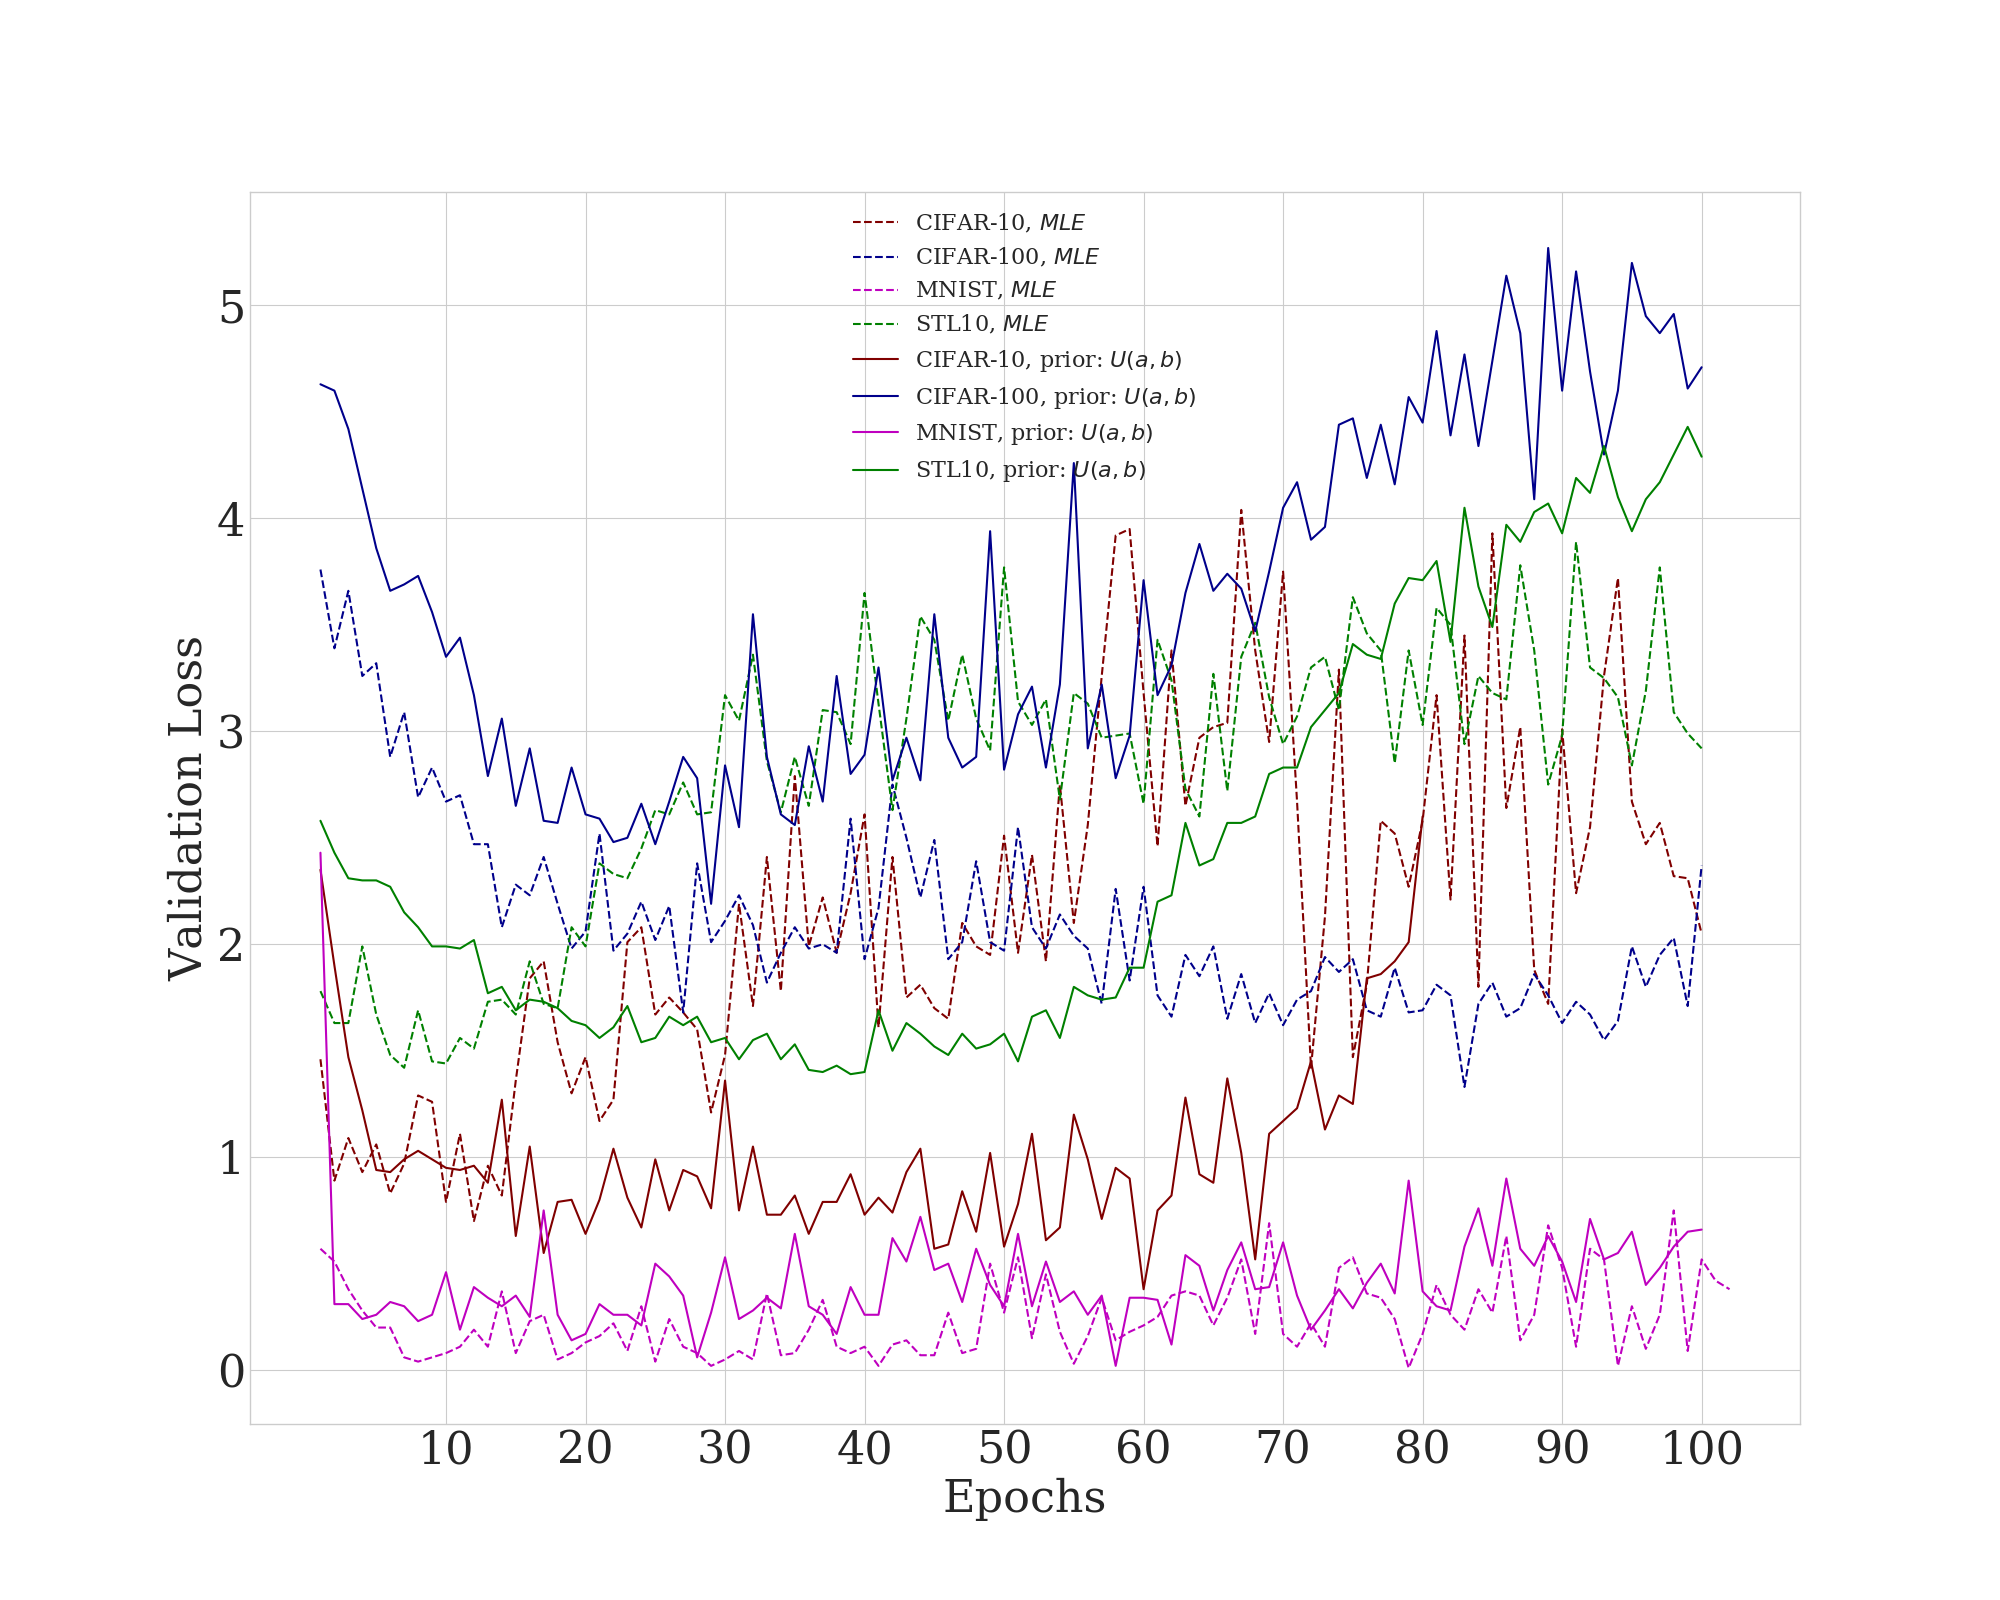 CIFAR-10, MLE
CIFAR-100, MLE
MNIST, MLE
STL10, MLE
CIFAR-10, prior: U(a, b)
CIFAR-100, prior: U(a, b)
MNIST, prior: U(a, b)
STL10, prior: U(a, b)
5
4
3
2
1
0
Validation Loss
10 20 30 40 50 60 70 80 90 100
Epochs